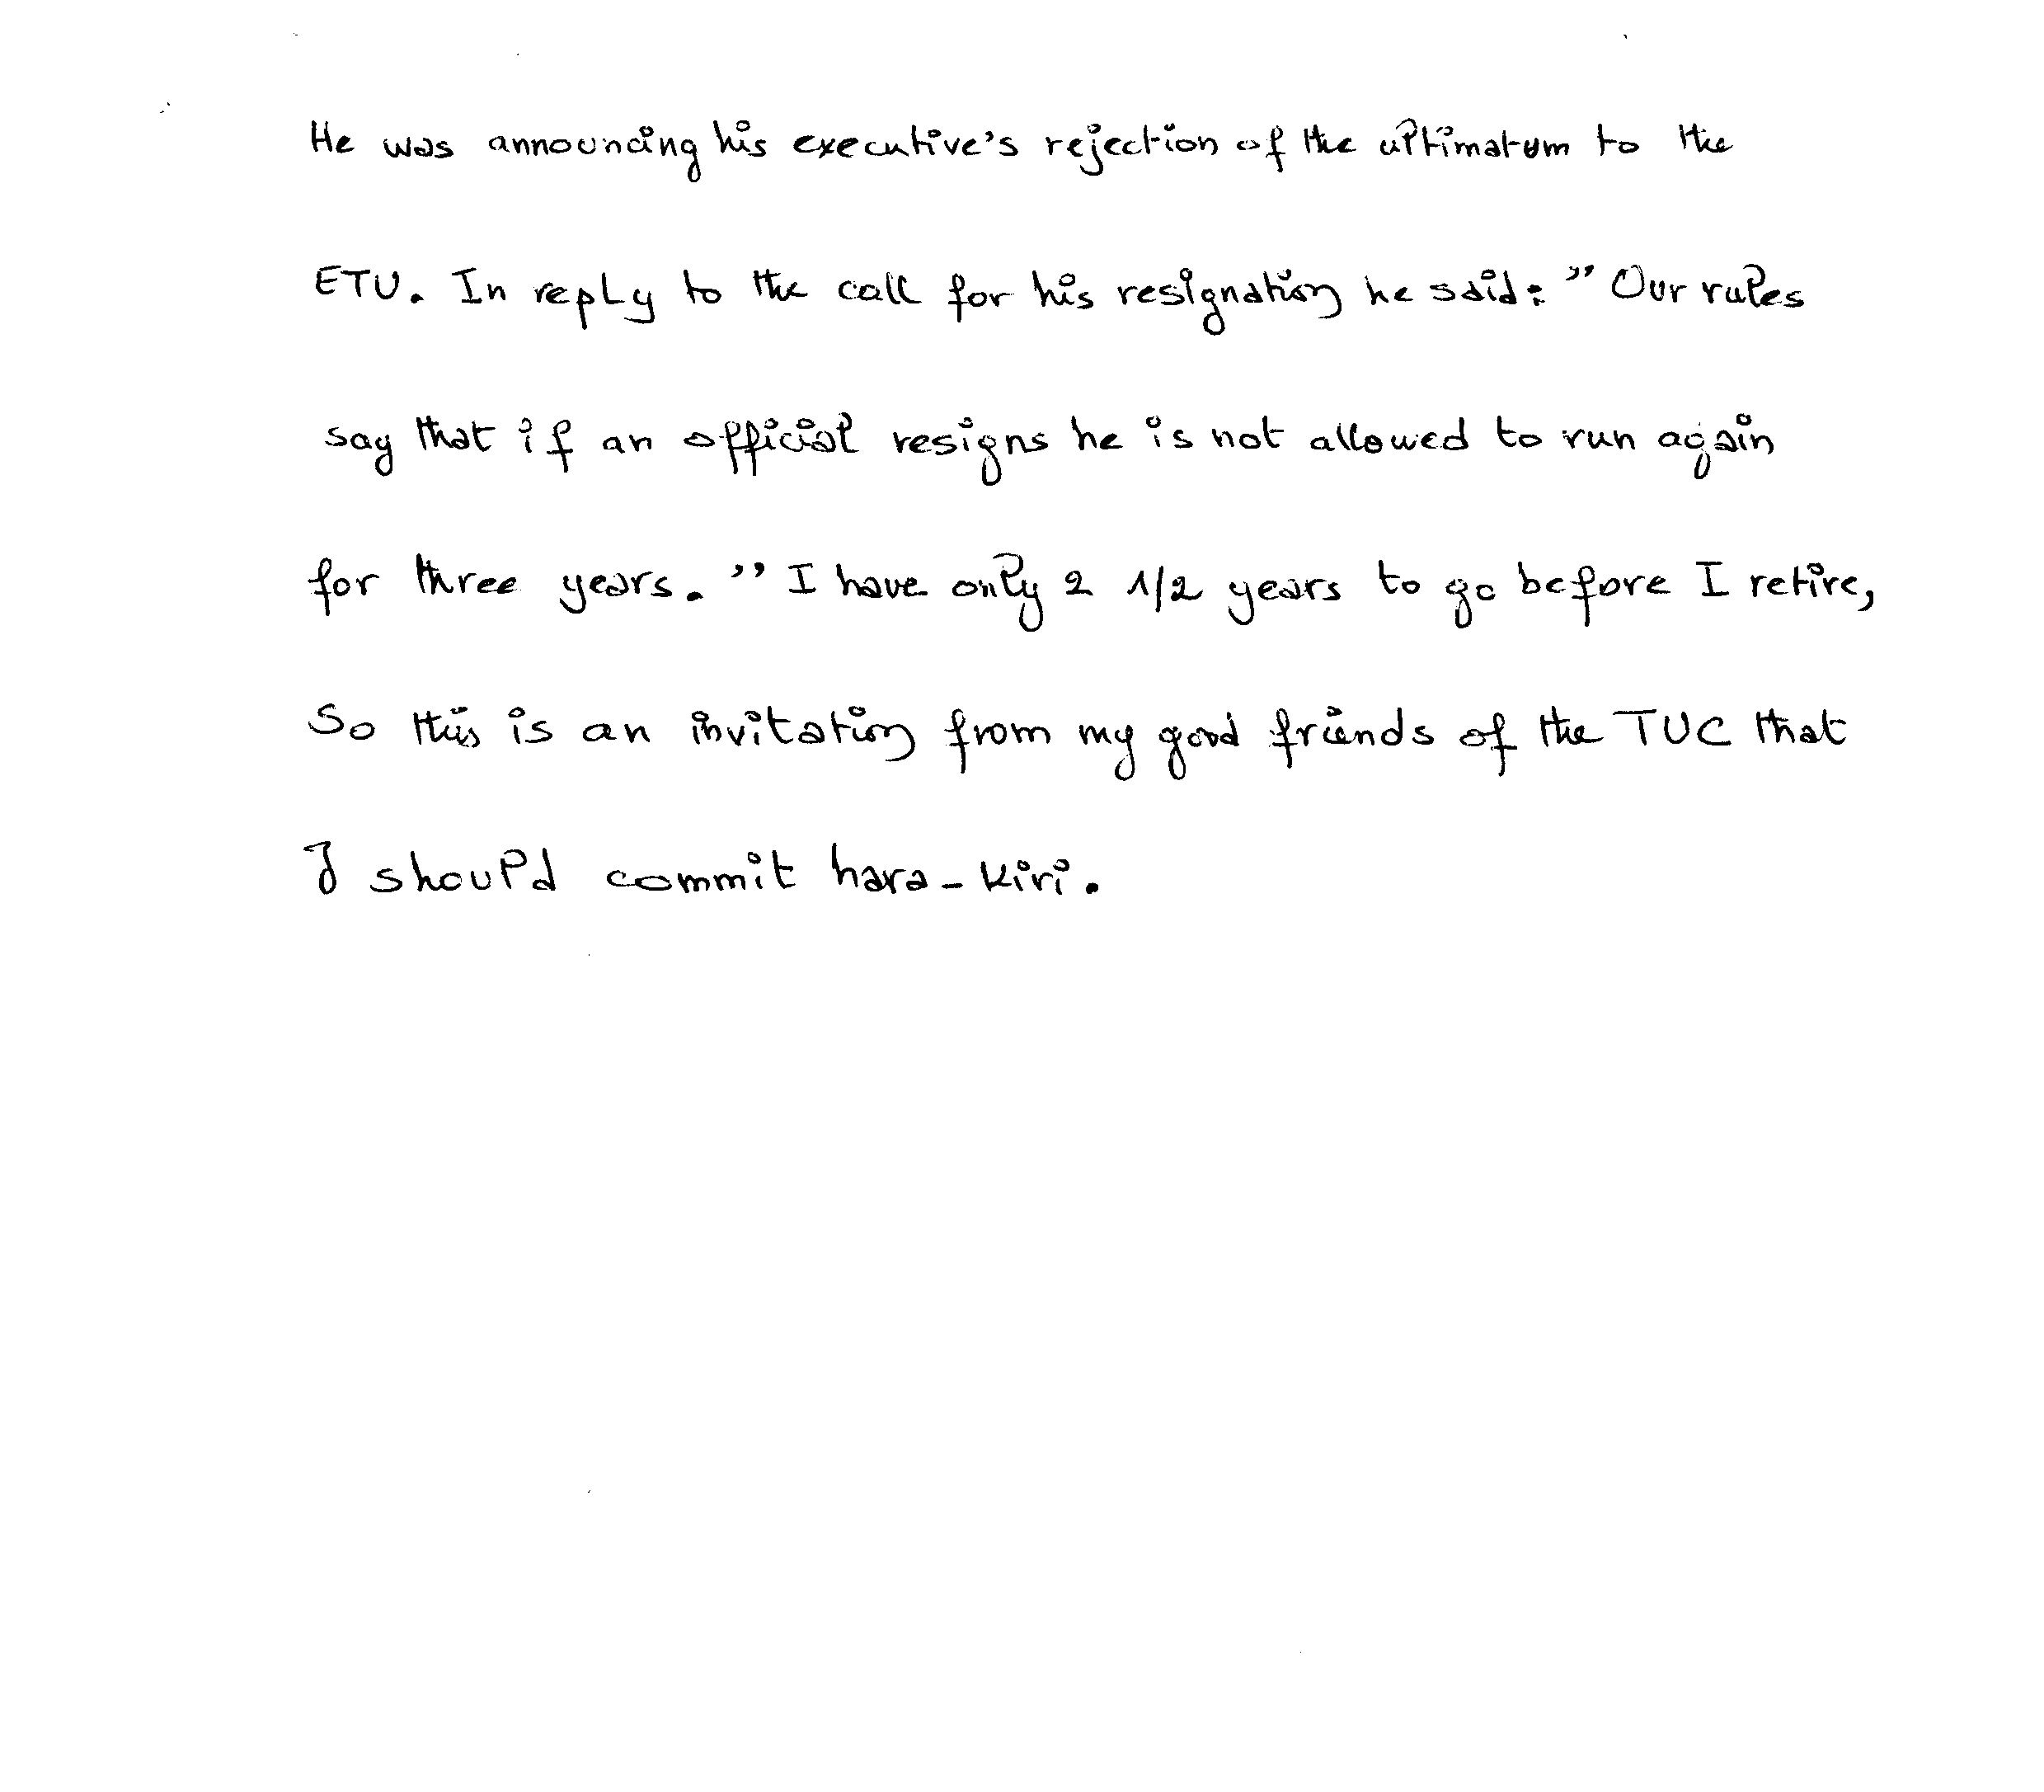 He was announcing his executive's rejection of the ultimatum to the
ETU. In reply to the call for his resignation he said: "Our rules
say that if an official resigns he is not allowed to run again
for three years. "I have only 2 1/2 years to go before I retire,
So this is an invitation from my good friends of the TUC that
I should commit hara-kiri.